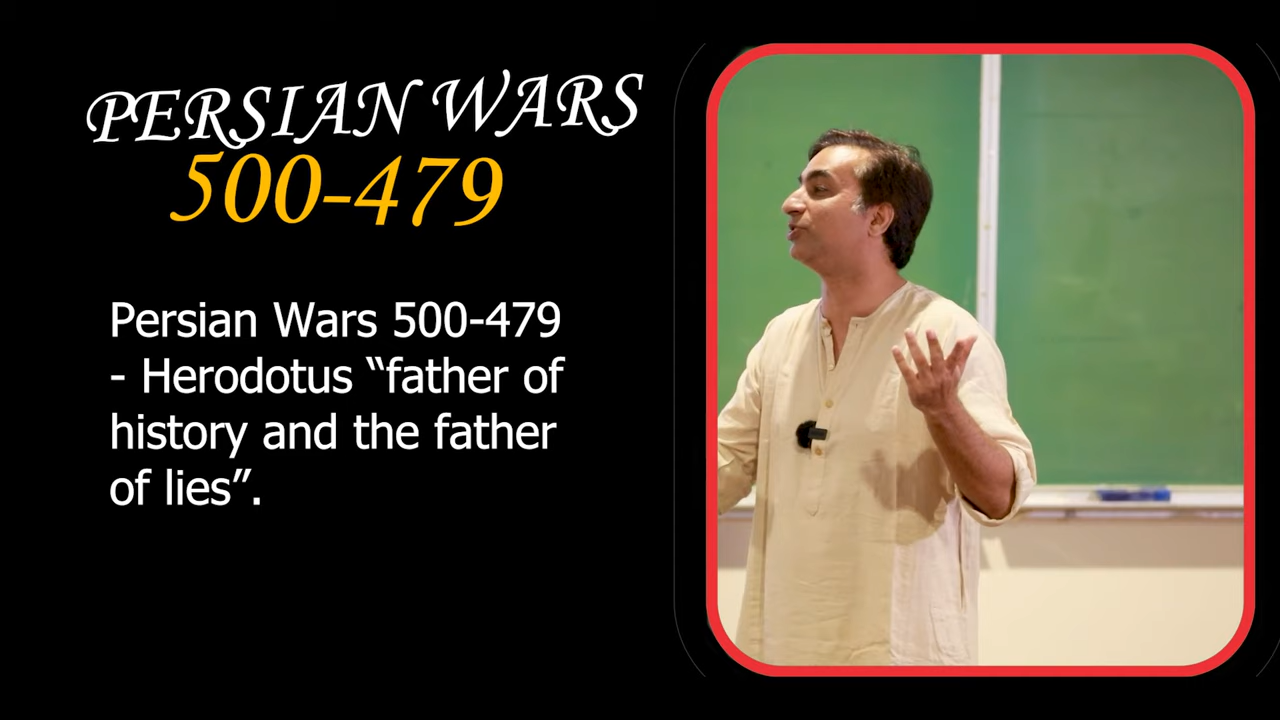 PERSIAN WARS
500-479
Persian Wars 500-479
- Herodotus “father of
history and the father
of lies”.